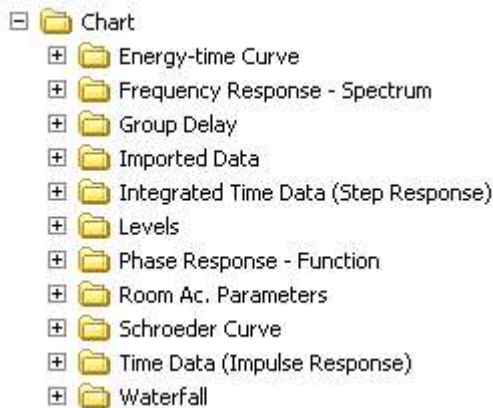 Chart
Energy-time Curve
Frequency Response - Spectrum
Group Delay
Imported Data
Integrated Time Data (Step Response)
Levels
Phase Response - Function
Room Ac. Parameters
Schroeder Curve
Time Data (Impulse Response)
Waterfall